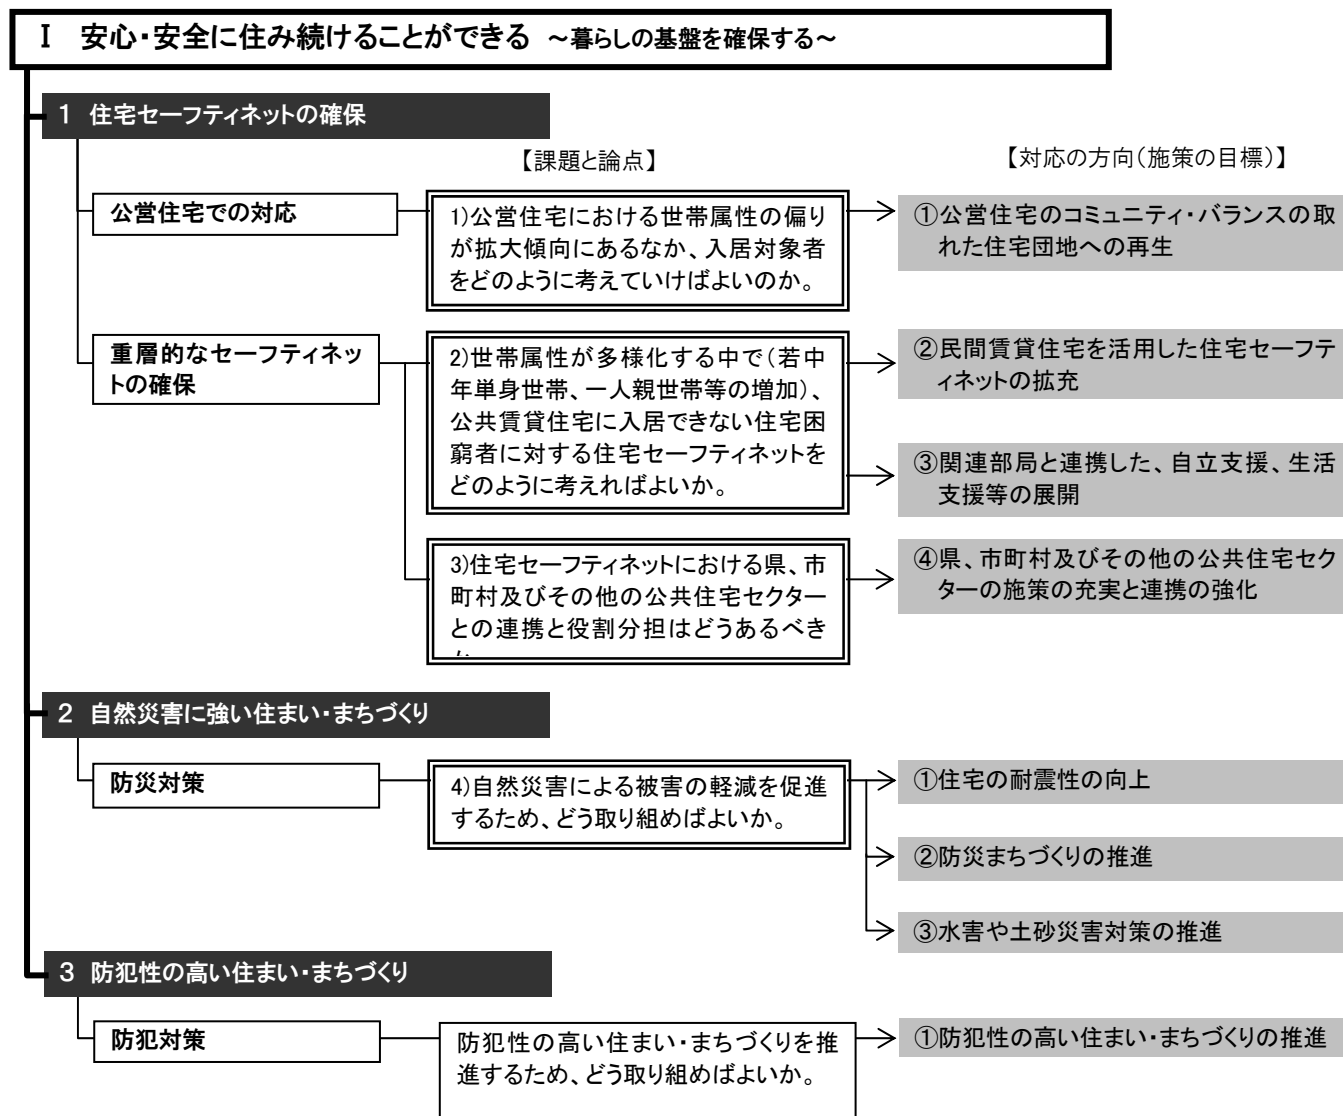 Ⅰ 安心・安全に住み続けることができる ～暮らしの基盤を確保する～
1 住宅セーフティネットの確保
【課題と論点】
【対応の方向(施策の目標)】
公営住宅での対応
1)公営住宅における世帯属性の偏り
が拡大傾向にあるなか、入居対象者
をどのように考えていけばよいのか。
①公営住宅のコミュニティ・バランスの取
れた住宅団地への再生
重層的なセーフティネッ
トの確保
2)世帯属性が多様化する中で(若中
年単身世帯、一人親世帯等の増加)、
公共賃貸住宅に入居できない住宅困
窮者に対する住宅セーフティネットを
どのように考えればよいか。
②民間賃貸住宅を活用した住宅セーフテ
ィネットの拡充
③関連部局と連携した、自立支援、生活
支援等の展開
3)住宅セーフティネットにおける県、市
町村及びその他の公共住宅セクター
との連携と役割分担はどうあるべき
④県、市町村及びその他の公共住宅セク
ターの施策の充実と連携の強化
2 自然災害に強い住まい・まちづくり
防災対策
4)自然災害による被害の軽減を促進
するため、どう取り組めばよいか。
①住宅の耐震性の向上
②防災まちづくりの推進
③水害や土砂災害対策の推進
3 防犯性の高い住まい・まちづくり
防犯対策
防犯性の高い住まい・まちづくりを推
進するため、どう取り組めばよいか。
①防犯性の高い住まい・まちづくりの推進